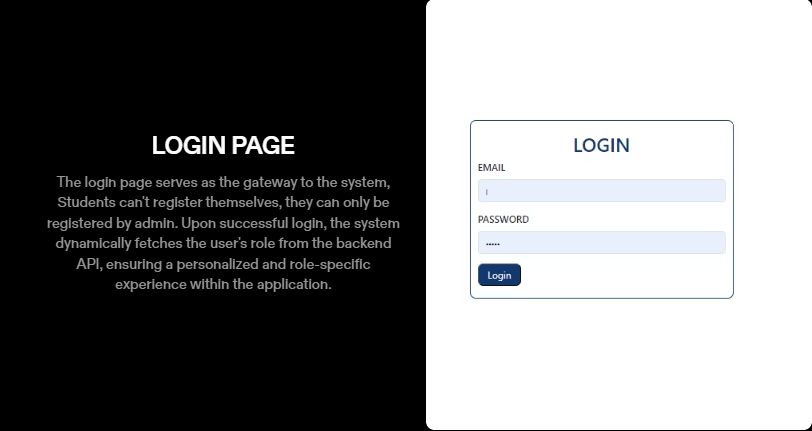 LOGIN PAGE
The login page serves as the gateway to the system,
Students can't register themselves, they can only be
registered by admin. Upon successful login, the system
dynamically fetches the user's role from the backend
API, ensuring a personalized and role-specific
experience within the application.
LOGIN
EMAIL
PASSWORD
•••••
Login